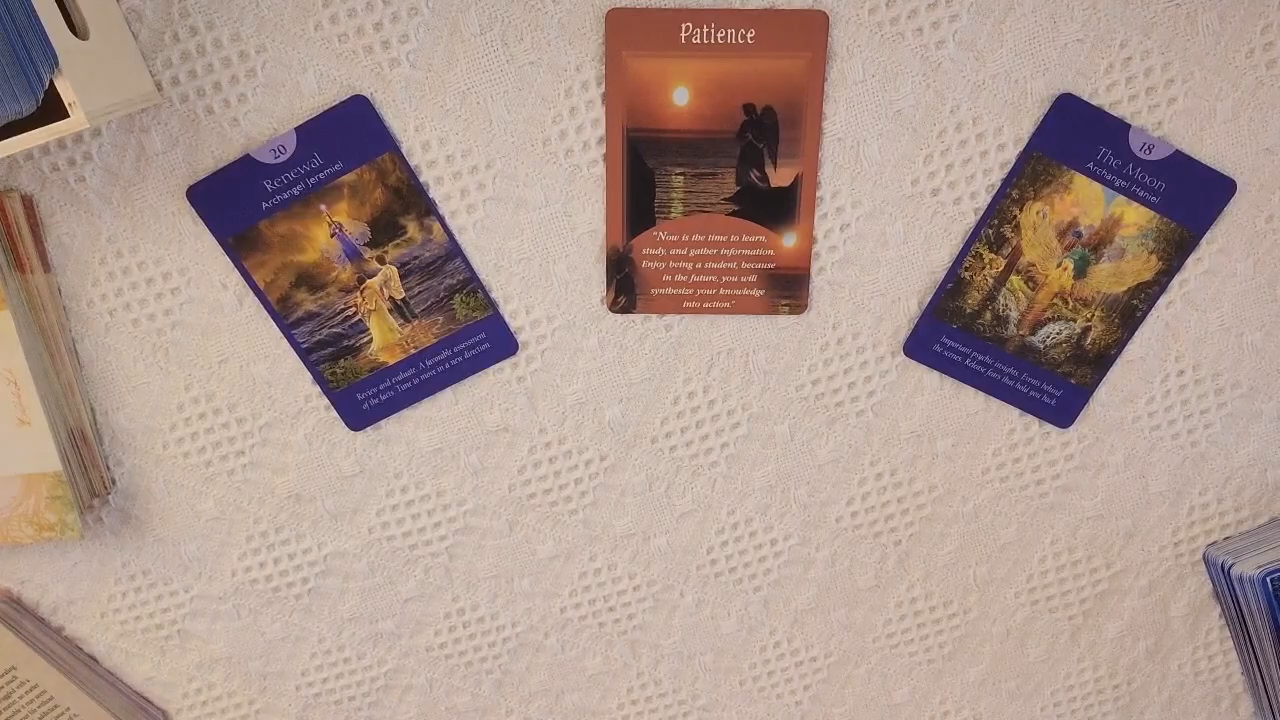 20
Renewal
Archangel Jeremiel
Review and evaluate. A favorable assessment
of the facts. Time to move in a new direction.
Patience
"Now is the time to learn,
study, and gather information.
Enjoy being a student, because
in the future, you will
synthesize your knowledge
into action."
18
The Moon
Archangel Haniel
Important psychic insights. Events behind
the scenes. Release fears that hold you back.